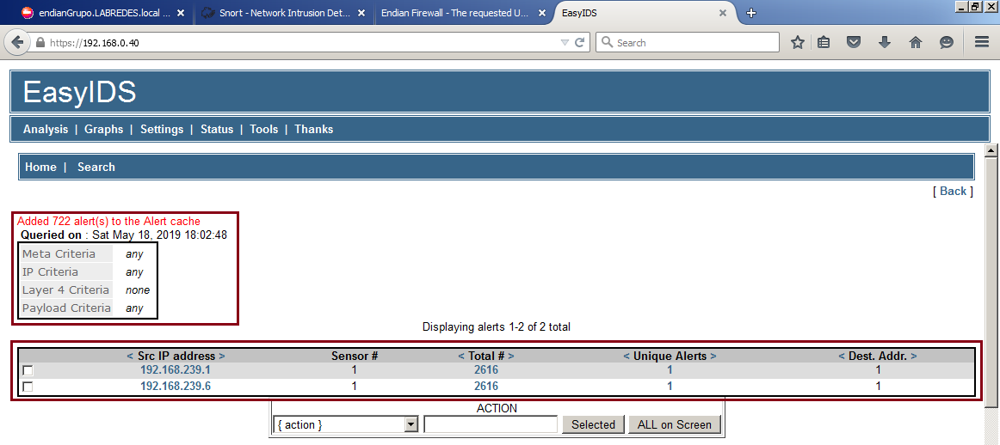 endianGrupo.LABREDES.local ... Snort - Network Intrusion Det... Endian Firewall - The requested U... EasyIDS
https://192.168.0.40 Search
EasyIDS
Analysis | Graphs | Settings | Status | Tools | Thanks
Home | Search
[ Back ]
Added 722 alert(s) to the Alert cache
Queried on : Sat May 18, 2019 18:02:48
Meta Criteria any
IP Criteria any
Layer 4 Criteria none
Payload Criteria any
Displaying alerts 1-2 of 2 total
< Src IP address > Sensor # < Total # > < Unique Alerts > < Dest. Addr. >
192.168.239.1 1 2616 1 1
192.168.239.6 1 2616 1 1
ACTION
{ action } Selected ALL on Screen